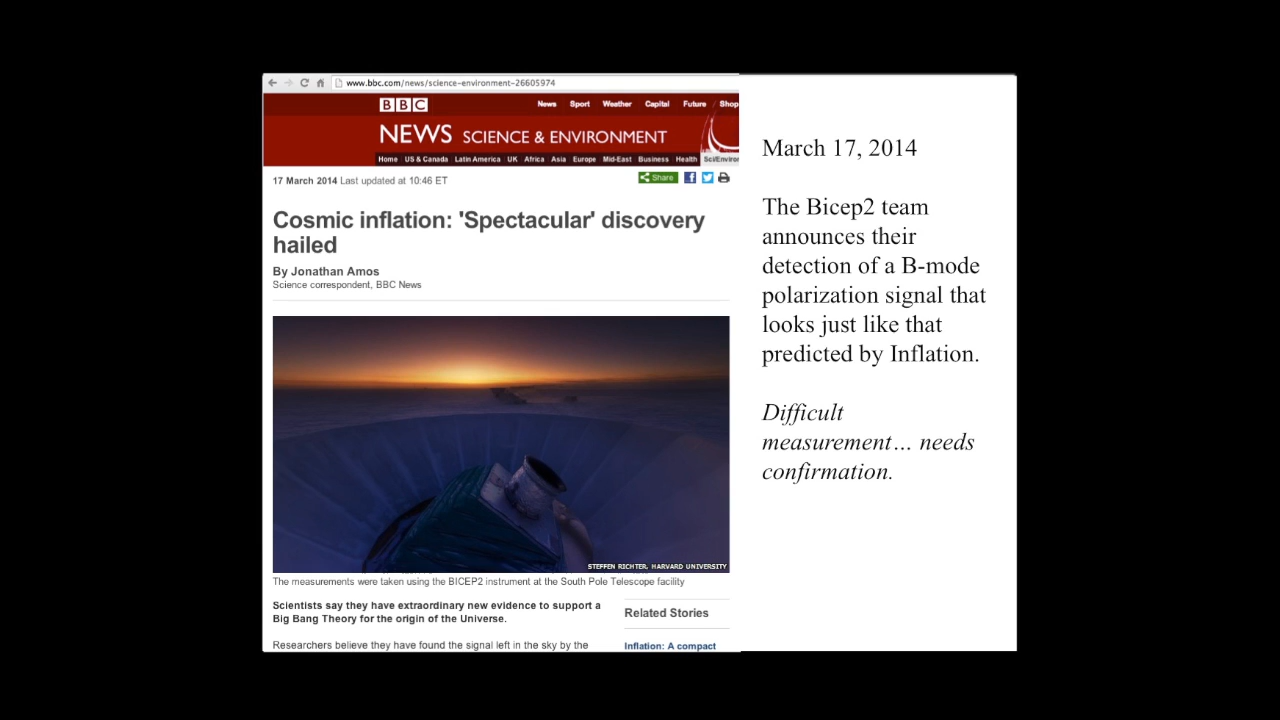 www.bbc.com/news/science-environment-26605974
BBC
News Sport Weather Capital Future Shop
NEWS SCIENCE & ENVIRONMENT
Home US & Canada Latin America UK Africa Asia Europe Mid-East Business Health Sci/Environ
17 March 2014 Last updated at 10:46 ET
Share
Cosmic inflation: 'Spectacular' discovery
hailed
By Jonathan Amos
Science correspondent, BBC News
STEFFEN RICHTER, HARVARD UNIVERSITY
The measurements were taken using the BICEP2 instrument at the South Pole Telescope facility
Scientists say they have extraordinary new evidence to support a
Big Bang Theory for the origin of the Universe.
Researchers believe they have found the signal left in the sky by the
Related Stories
Inflation: A compact
March 17, 2014
The Bicep2 team
announces their
detection of a B-mode
polarization signal that
looks just like that
predicted by Inflation.
Difficult
measurement… needs
confirmation.